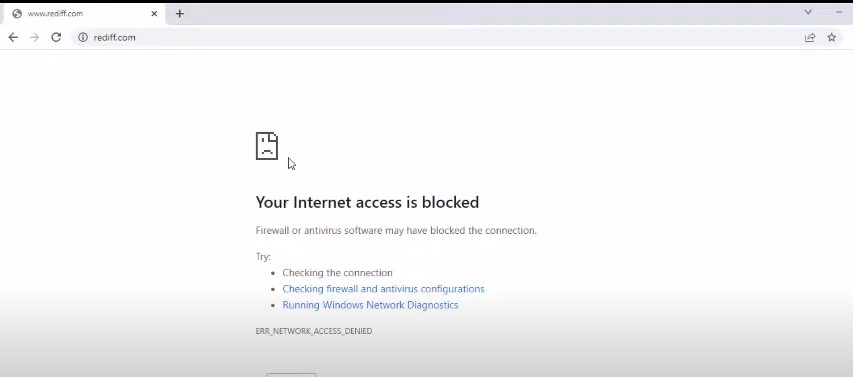 www.rediff.com
rediff.com
Your Internet access is blocked
Firewall or antivirus software may have blocked the connection.
Try:
Checking the connection
Checking firewall and antivirus configurations
Running Windows Network Diagnostics
ERR_NETWORK_ACCESS_DENIED